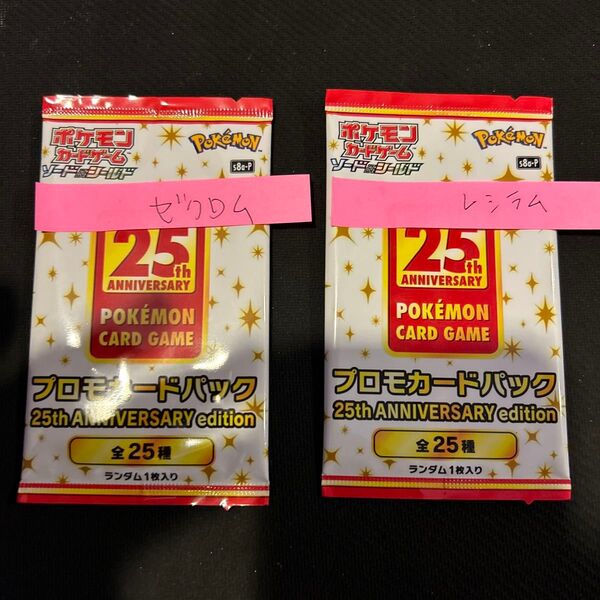 ポケモン
カードゲーム
ソード&シールド
Pokémon
s8a-P
ゼクロム
25th
ANNIVERSARY
POKÉMON
CARD GAME
プロモカードパック
25th ANNIVERSARY edition
全25種
ランダム1枚入り
ポケモン
カードゲーム
ソード&シールド
Pokémon
s8a-P
レシラム
25th
ANNIVERSARY
POKÉMON
CARD GAME
プロモカードパック
25th ANNIVERSARY edition
全25種
ランダム1枚入り